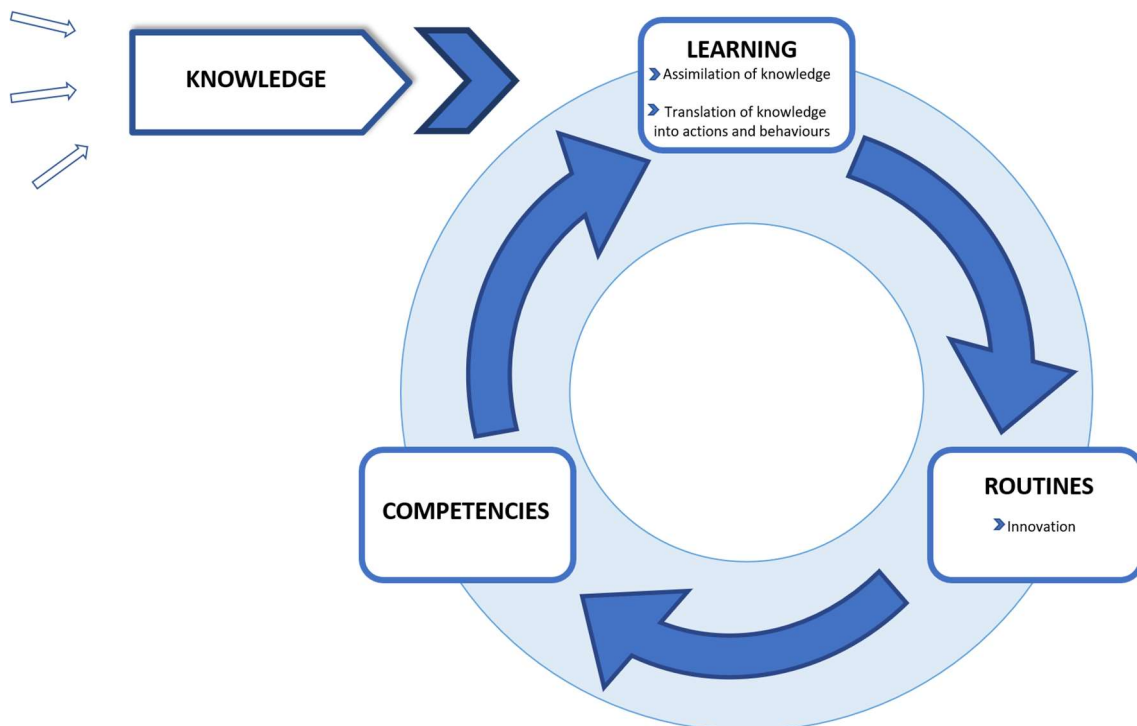 KNOWLEDGE
LEARNING
Assimilation of knowledge
Translation of knowledge
into actions and behaviours
COMPETENCIES
ROUTINES
Innovation